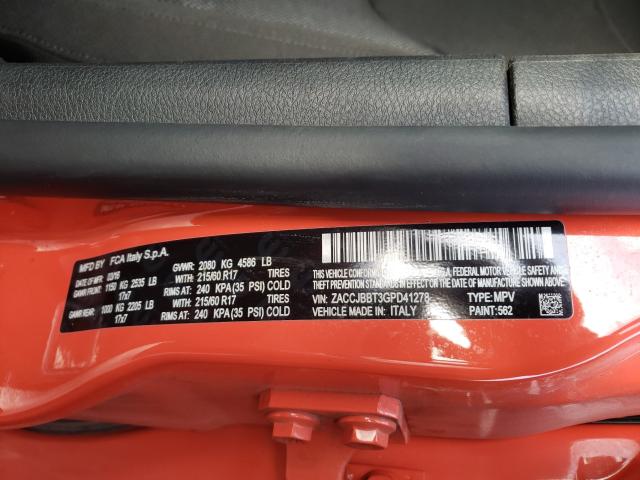 MFD BY FCA Italy S.p.A.
DATE OF MFR: 03/16 GVWR: 2080 KG 4586 LB
GAWR FRONT: 1150 KG 2535 LB WITH: 215/60 R17 TIRES
17x7 RIMS AT: 240 KPA(35 PSI) COLD
GAWR REAR: 1000 KG 2205 LB WITH: 215/60 R17 TIRES
17x7 RIMS AT: 240 KPA(35 PSI) COLD
THIS VEHICLE CONFORMS TO ALL APPLICABLE U.S.A. FEDERAL MOTOR VEHICLE
SAFETY, BUMPER, AND THEFT PREVENTION STANDARDS IN EFFECT ON THE
DATE OF MANUFACTURE SHOWN ABOVE.
VIN: ZACCJBBT3GPD41278 TYPE: MPV
MADE IN: ITALY PAINT:562